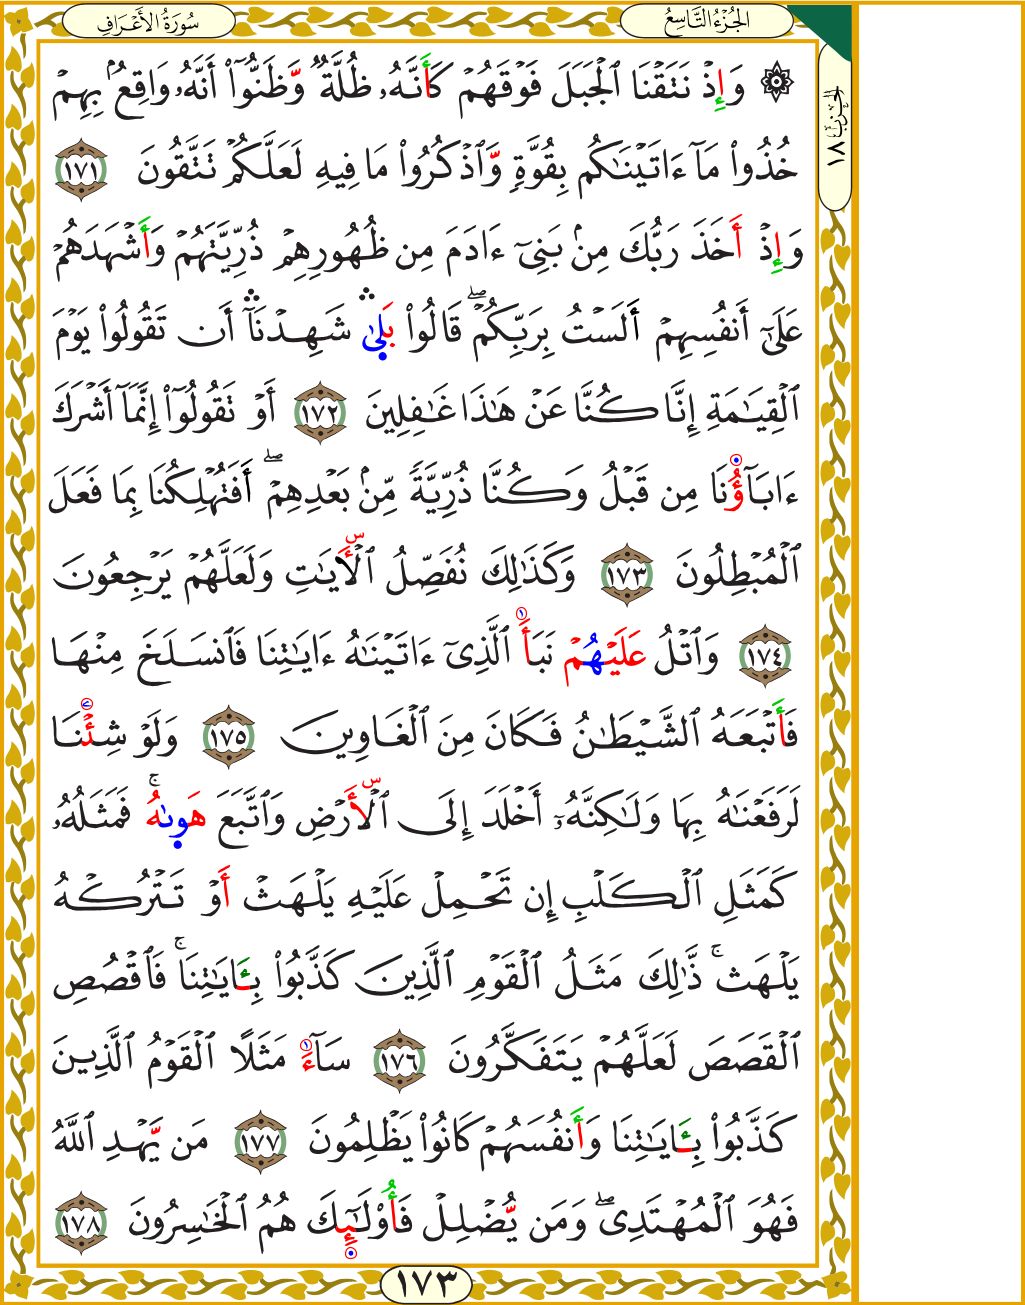 سُورَةُ الأَعْرَافِ
الجُزْءُ التَّاسِعُ
الحزب ١٨
۞ وَإِذْ نَتَقْنَا ٱلْجَبَلَ فَوْقَهُمْ كَأَنَّهُۥ ظُلَّةٌ وَّظَنُّوٓا۟ أَنَّهُۥ وَاقِعٌۢ بِهِمْ
خُذُوا۟ مَآ ءَاتَيْنَٰكُم بِقُوَّةٍ وَّٱذْكُرُوا۟ مَا فِيهِ لَعَلَّكُمْ تَتَّقُونَ ١٧١
وَإِذْ أَخَذَ رَبُّكَ مِنۢ بَنِىٓ ءَادَمَ مِن ظُهُورِهِمْ ذُرِّيَّتَهُمْ وَأَشْهَدَهُمْ
عَلَىٰٓ أَنفُسِهِمْ أَلَسْتُ بِرَبِّكُمْ ۖ قَالُوا۟ بَلَىٰ ۛ شَهِدْنَآ ۛ أَن تَقُولُوا۟ يَوْمَ
ٱلْقِيَٰمَةِ إِنَّا كُنَّا عَنْ هَٰذَا غَٰفِلِينَ ١٧٢ أَوْ تَقُولُوٓا۟ إِنَّمَآ أَشْرَكَ
ءَابَآؤُنَا مِن قَبْلُ وَكُنَّا ذُرِّيَّةً مِّنۢ بَعْدِهِمْ ۖ أَفَتُهْلِكُنَا بِمَا فَعَلَ
ٱلْمُبْطِلُونَ ١٧٣ وَكَذَٰلِكَ نُفَصِّلُ ٱلْأَيَٰتِ وَلَعَلَّهُمْ يَرْجِعُونَ
١٧٤ وَٱتْلُ عَلَيْهُمْ نَبَأَ ٱلَّذِىٓ ءَاتَيْنَٰهُ ءَايَٰتِنَا فَٱنسَلَخَ مِنْهَا
فَأَتْبَعَهُ ٱلشَّيْطَٰنُ فَكَانَ مِنَ ٱلْغَاوِينَ ١٧٥ وَلَوْ شِئْنَا
لَرَفَعْنَٰهُ بِهَا وَلَٰكِنَّهُۥٓ أَخْلَدَ إِلَى ٱلْأَرْضِ وَٱتَّبَعَ هَوىٰهُ ۚ فَمَثَلُهُۥ
كَمَثَلِ ٱلْكَلْبِ إِن تَحْمِلْ عَلَيْهِ يَلْهَثْ أَوْ تَتْرُكْهُ
يَلْهَث ۚ ذَّٰلِكَ مَثَلُ ٱلْقَوْمِ ٱلَّذِينَ كَذَّبُوا۟ بِـَٔايَٰتِنَا ۚ فَٱقْصُصِ
ٱلْقَصَصَ لَعَلَّهُمْ يَتَفَكَّرُونَ ١٧٦ سَآءَ مَثَلًا ٱلْقَوْمُ ٱلَّذِينَ
كَذَّبُوا۟ بِـَٔايَٰتِنَا وَأَنفُسَهُمْ كَانُوا۟ يَظْلِمُونَ ١٧٧ مَن يَّهْدِ ٱللَّهُ
فَهُوَ ٱلْمُهْتَدِى ۖ وَمَن يُّضْلِلْ فَأُو۟لَٰٓئِكَ هُمُ ٱلْخَٰسِرُونَ ١٧٨
١٧٣